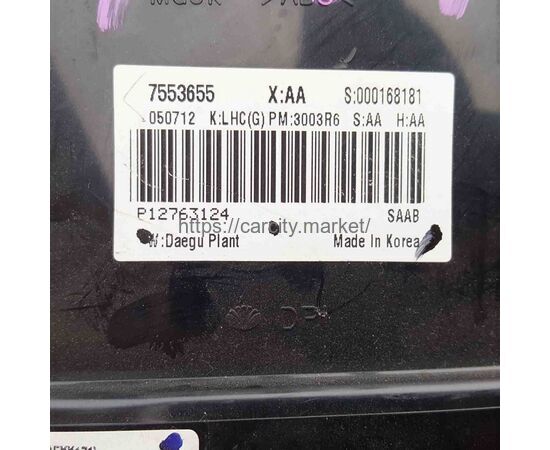 7553655 X:AA S:000168181
050712 K:LHC(G) PM:3003R6 S:AA H:AA
P12763124 SAAB
https://carcity.market/
W:Daegu Plant Made In Korea